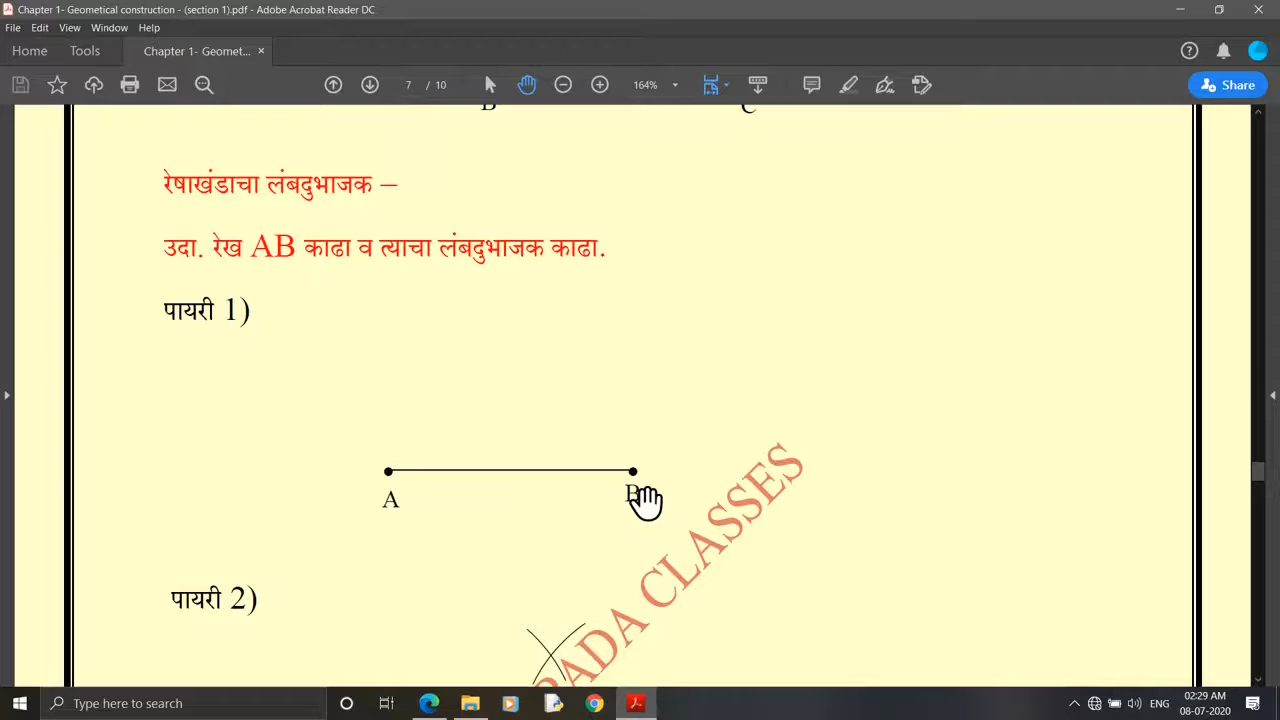 Chapter 1- Geometical construction - (section 1).pdf - Adobe Acrobat Reader DC
File Edit View Window Help
Home Tools Chapter 1- Geomet... ×
7 / 10 164% Share
B C
रेषाखंडाचा लंबदुभाजक –
उदा. रेख AB काढा व त्याचा लंबदुभाजक काढा.
पायरी 1)
A B
पायरी 2)
PADA CLASSES
Type here to search
ENG
02:29 AM
08-07-2020